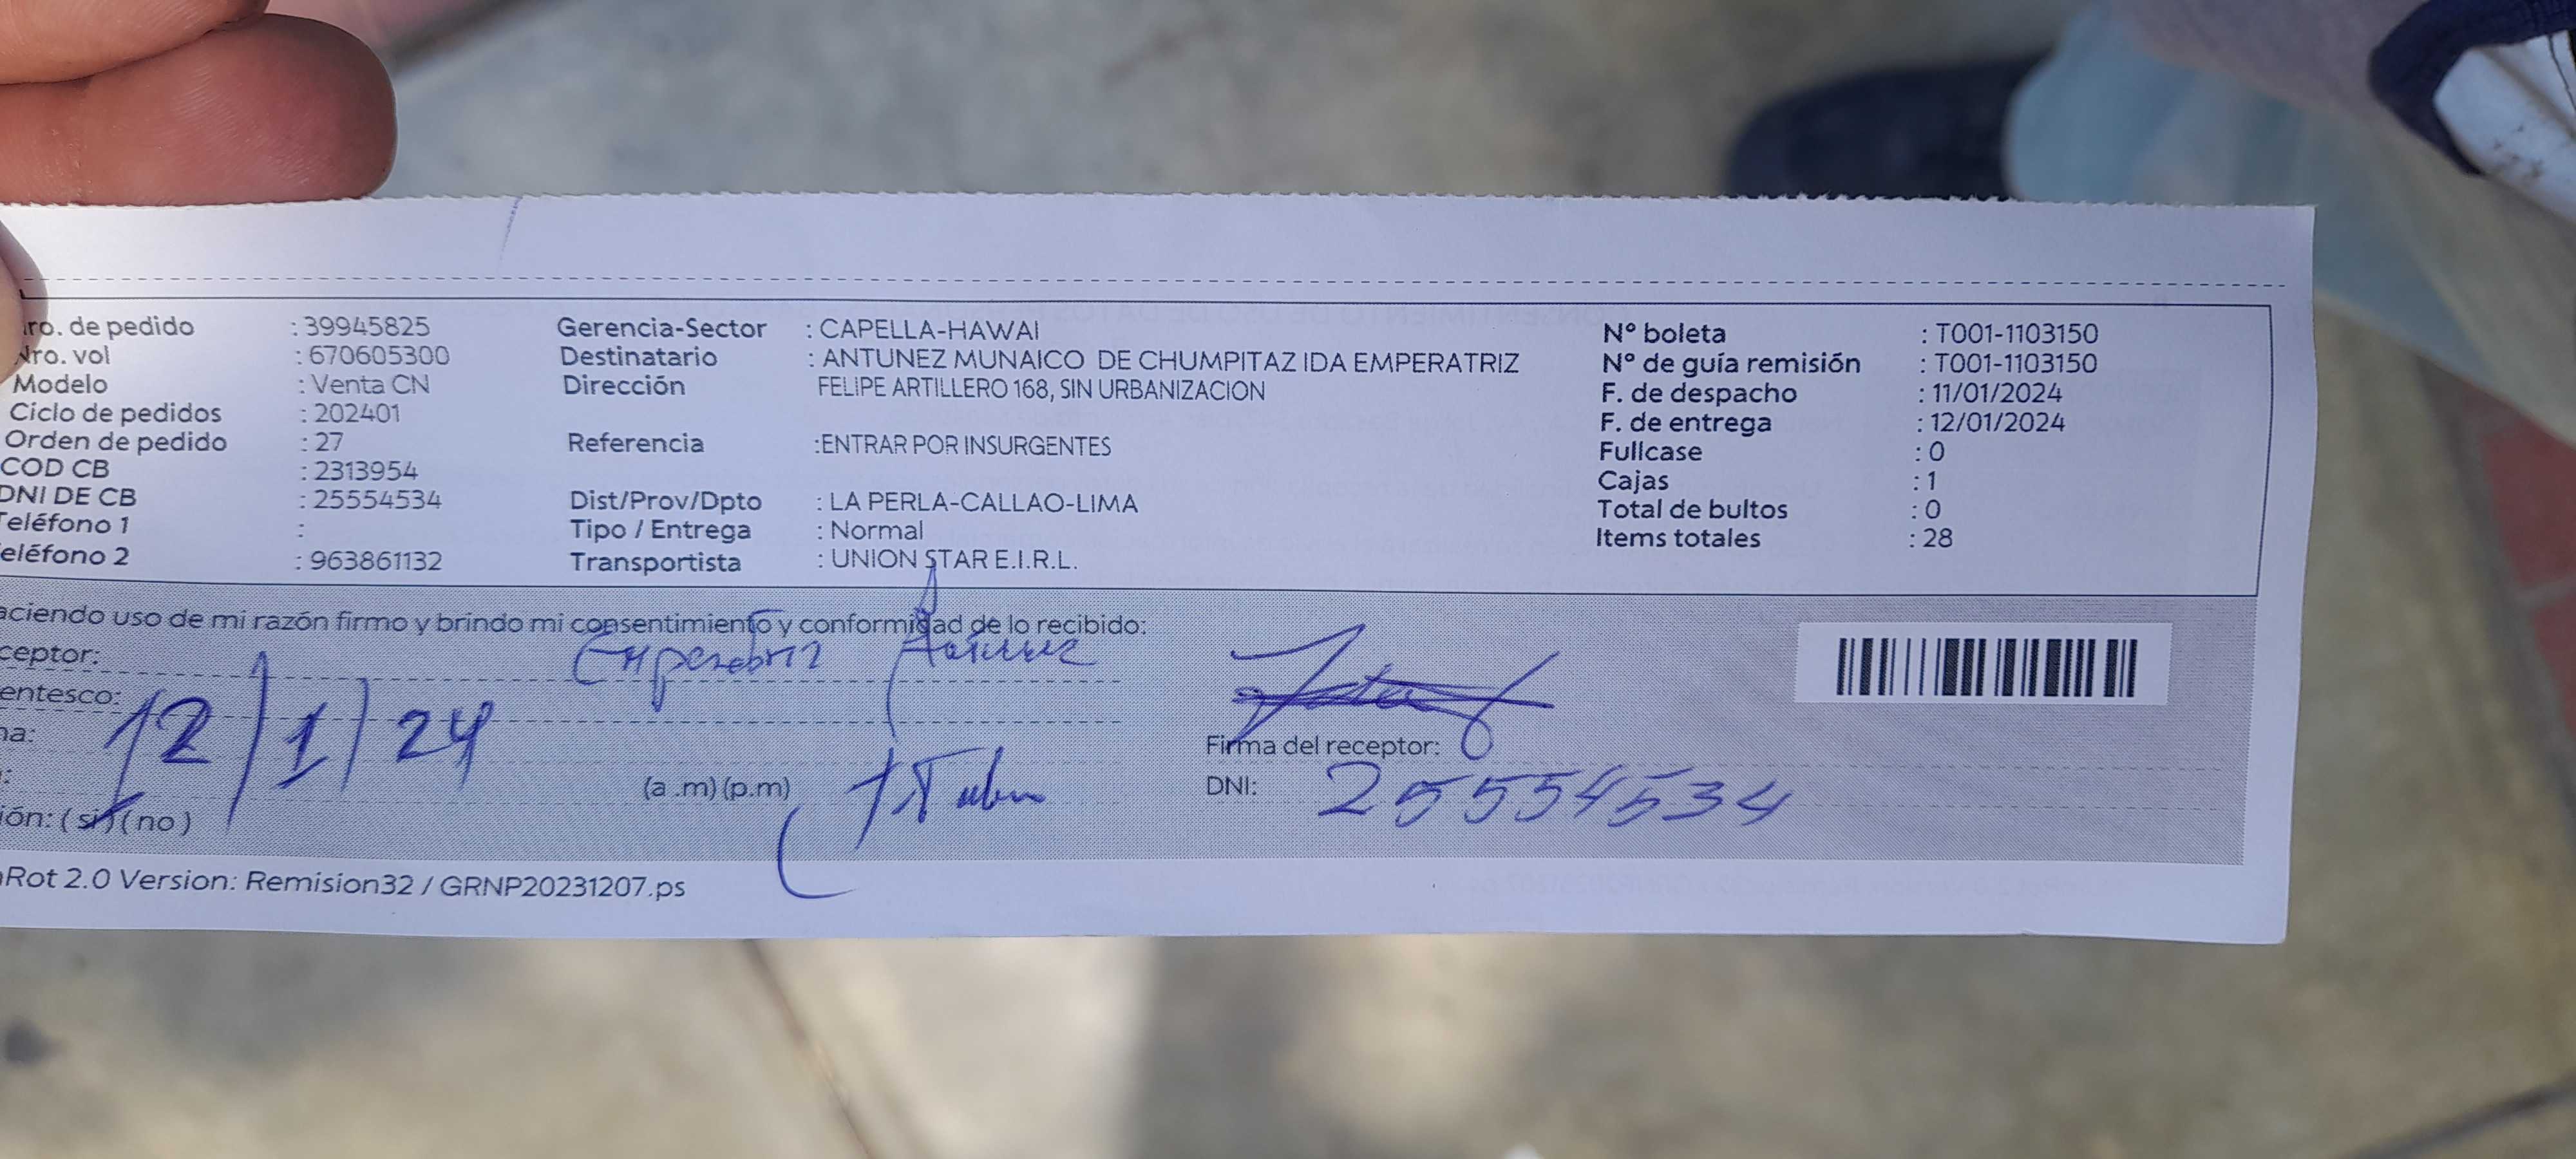 ro. de pedido : 39945825 Gerencia-Sector : CAPELLA-HAWAI Nº boleta : T001-1103150
Nro. vol : 670605300 Destinatario : ANTUNEZ MUNAICO DE CHUMPITAZ IDA EMPERATRIZ Nº de guía remisión : T001-1103150
Modelo : Venta CN Dirección FELIPE ARTILLERO 168, SIN URBANIZACION F. de despacho : 11/01/2024
Ciclo de pedidos : 202401 F. de entrega : 12/01/2024
Orden de pedido : 27 Referencia :ENTRAR POR INSURGENTES Fullcase : 0
COD CB : 2313954 Cajas : 1
DNI DE CB : 25554534 Dist/Prov/Dpto : LA PERLA-CALLAO-LIMA Total de bultos : 0
Teléfono 1 : Tipo / Entrega : Normal Items totales : 28
eléfono 2 : 963861132 Transportista : UNION STAR E.I.R.L.
aciendo uso de mi razón firmo y brindo mi consentimiento y conformidad de lo recibido:
ceptor: Emperatriz Antunez
entesco:
na: 12/1/24 Firma del receptor:
: (a .m) (p.m) DNI: 25554534
ión: ( si ) ( no )
Rot 2.0 Version: Remision32 / GRNP20231207.ps